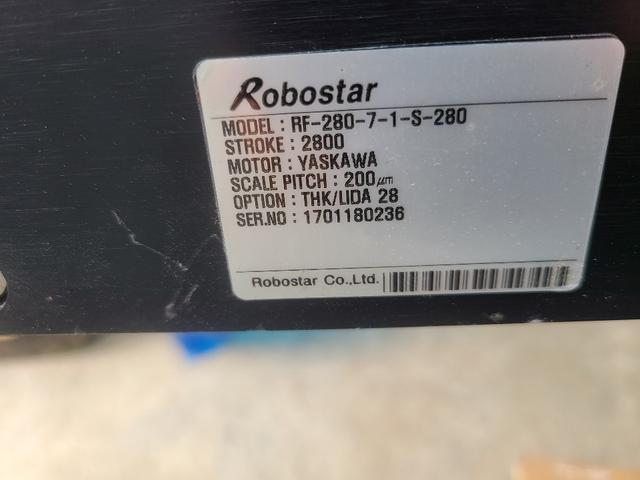 Robostar
MODEL : RF-280-7-1-S-280
STROKE : 2800
MOTOR : YASKAWA
SCALE PITCH : 200㎛
OPTION : THK/LIDA 28
SER.NO : 1701180236
Robostar Co.,Ltd.